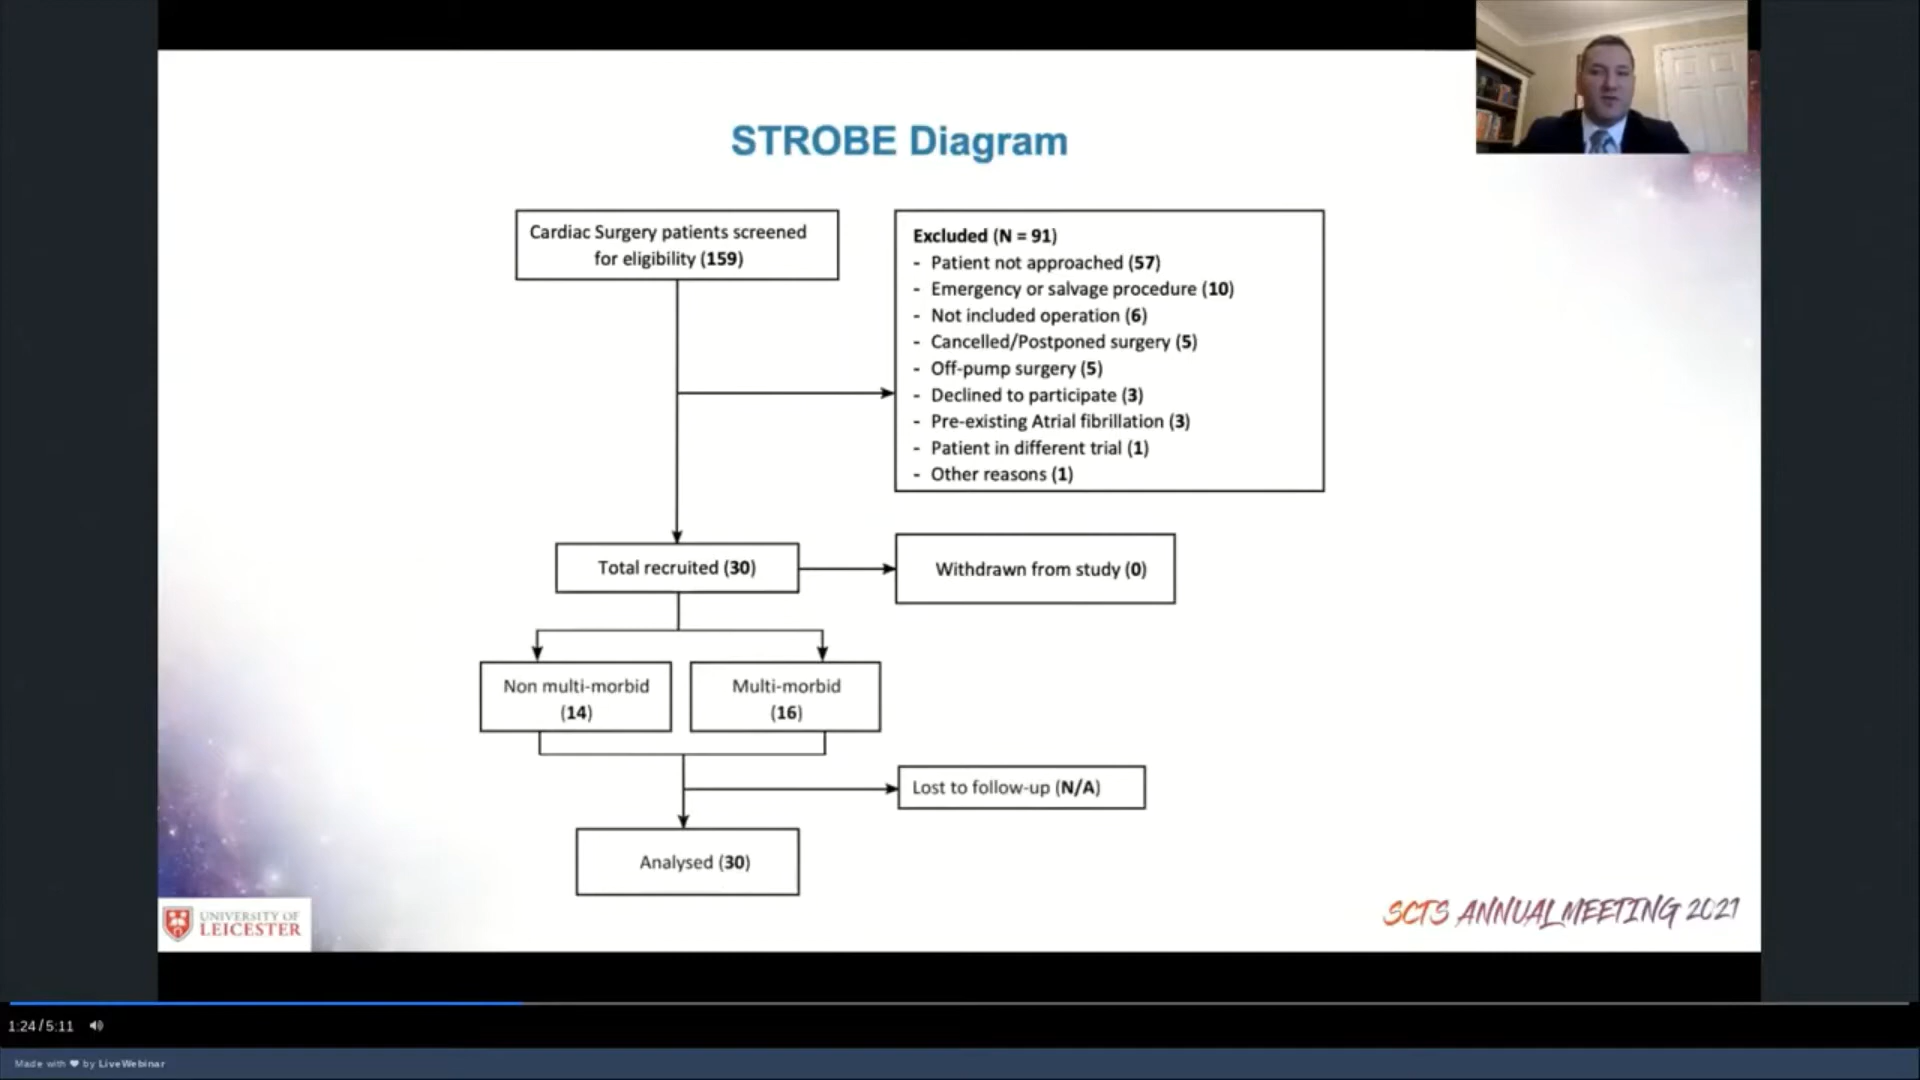 STROBE Diagram
Cardiac Surgery patients screened
for eligibility (159)
Excluded (N = 91)
- Patient not approached (57)
- Emergency or salvage procedure (10)
- Not included operation (6)
- Cancelled/Postponed surgery (5)
- Off-pump surgery (5)
- Declined to participate (3)
- Pre-existing Atrial fibrillation (3)
- Patient in different trial (1)
- Other reasons (1)
Total recruited (30)
Withdrawn from study (0)
Non multi-morbid
(14)
Multi-morbid
(16)
Lost to follow-up (N/A)
Analysed (30)
UNIVERSITY OF
LEICESTER
SCTS ANNUAL MEETING 2021
1:24/5:11
Made with ❤ by LiveWebinar